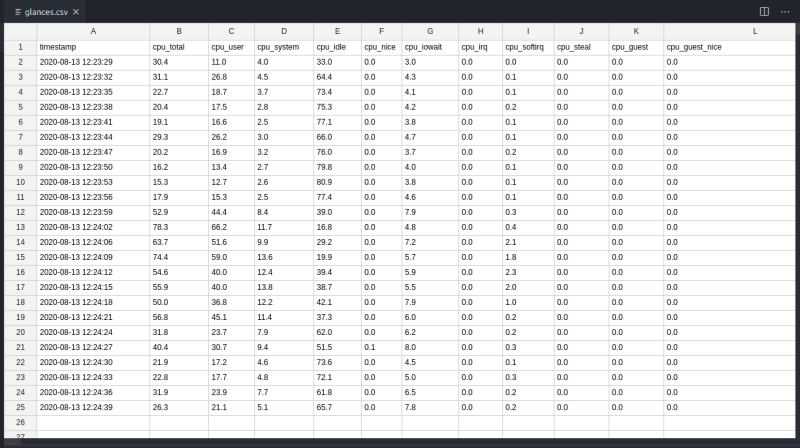 glances.csv
A B C D E F G H I J K L
1 timestamp cpu_total cpu_user cpu_system cpu_idle cpu_nice cpu_iowait cpu_irq cpu_softirq cpu_steal cpu_guest cpu_guest_nice
2 2020-08-13 12:23:29 30.4 11.0 4.0 33.0 0.0 3.0 0.0 0.0 0.0 0.0 0.0
3 2020-08-13 12:23:32 31.1 26.8 4.5 64.4 0.0 4.3 0.0 0.1 0.0 0.0 0.0
4 2020-08-13 12:23:35 22.7 18.7 3.7 73.4 0.0 4.1 0.0 0.1 0.0 0.0 0.0
5 2020-08-13 12:23:38 20.4 17.5 2.8 75.3 0.0 4.2 0.0 0.2 0.0 0.0 0.0
6 2020-08-13 12:23:41 19.1 16.6 2.5 77.1 0.0 3.8 0.0 0.1 0.0 0.0 0.0
7 2020-08-13 12:23:44 29.3 26.2 3.0 66.0 0.0 4.7 0.0 0.1 0.0 0.0 0.0
8 2020-08-13 12:23:47 20.2 16.9 3.2 76.0 0.0 3.7 0.0 0.2 0.0 0.0 0.0
9 2020-08-13 12:23:50 16.2 13.4 2.7 79.8 0.0 4.0 0.0 0.1 0.0 0.0 0.0
10 2020-08-13 12:23:53 15.3 12.7 2.6 80.9 0.0 3.8 0.0 0.1 0.0 0.0 0.0
11 2020-08-13 12:23:56 17.9 15.3 2.5 77.4 0.0 4.6 0.0 0.1 0.0 0.0 0.0
12 2020-08-13 12:23:59 52.9 44.4 8.4 39.0 0.0 7.9 0.0 0.3 0.0 0.0 0.0
13 2020-08-13 12:24:02 78.3 66.2 11.7 16.8 0.0 4.8 0.0 0.4 0.0 0.0 0.0
14 2020-08-13 12:24:06 63.7 51.6 9.9 29.2 0.0 7.2 0.0 2.1 0.0 0.0 0.0
15 2020-08-13 12:24:09 74.4 59.0 13.6 19.9 0.0 5.7 0.0 1.8 0.0 0.0 0.0
16 2020-08-13 12:24:12 54.6 40.0 12.4 39.4 0.0 5.9 0.0 2.3 0.0 0.0 0.0
17 2020-08-13 12:24:15 55.9 40.0 13.8 38.7 0.0 5.5 0.0 2.0 0.0 0.0 0.0
18 2020-08-13 12:24:18 50.0 36.8 12.2 42.1 0.0 7.9 0.0 1.0 0.0 0.0 0.0
19 2020-08-13 12:24:21 56.8 45.1 11.4 37.3 0.0 6.0 0.0 0.2 0.0 0.0 0.0
20 2020-08-13 12:24:24 31.8 23.7 7.9 62.0 0.0 6.2 0.0 0.2 0.0 0.0 0.0
21 2020-08-13 12:24:27 40.4 30.7 9.4 51.5 0.1 8.0 0.0 0.3 0.0 0.0 0.0
22 2020-08-13 12:24:30 21.9 17.2 4.6 73.6 0.0 4.5 0.0 0.1 0.0 0.0 0.0
23 2020-08-13 12:24:33 22.8 17.7 4.8 72.1 0.0 5.0 0.0 0.3 0.0 0.0 0.0
24 2020-08-13 12:24:36 31.9 23.9 7.7 61.8 0.0 6.5 0.0 0.2 0.0 0.0 0.0
25 2020-08-13 12:24:39 26.3 21.1 5.1 65.7 0.0 7.8 0.0 0.2 0.0 0.0 0.0
26
27